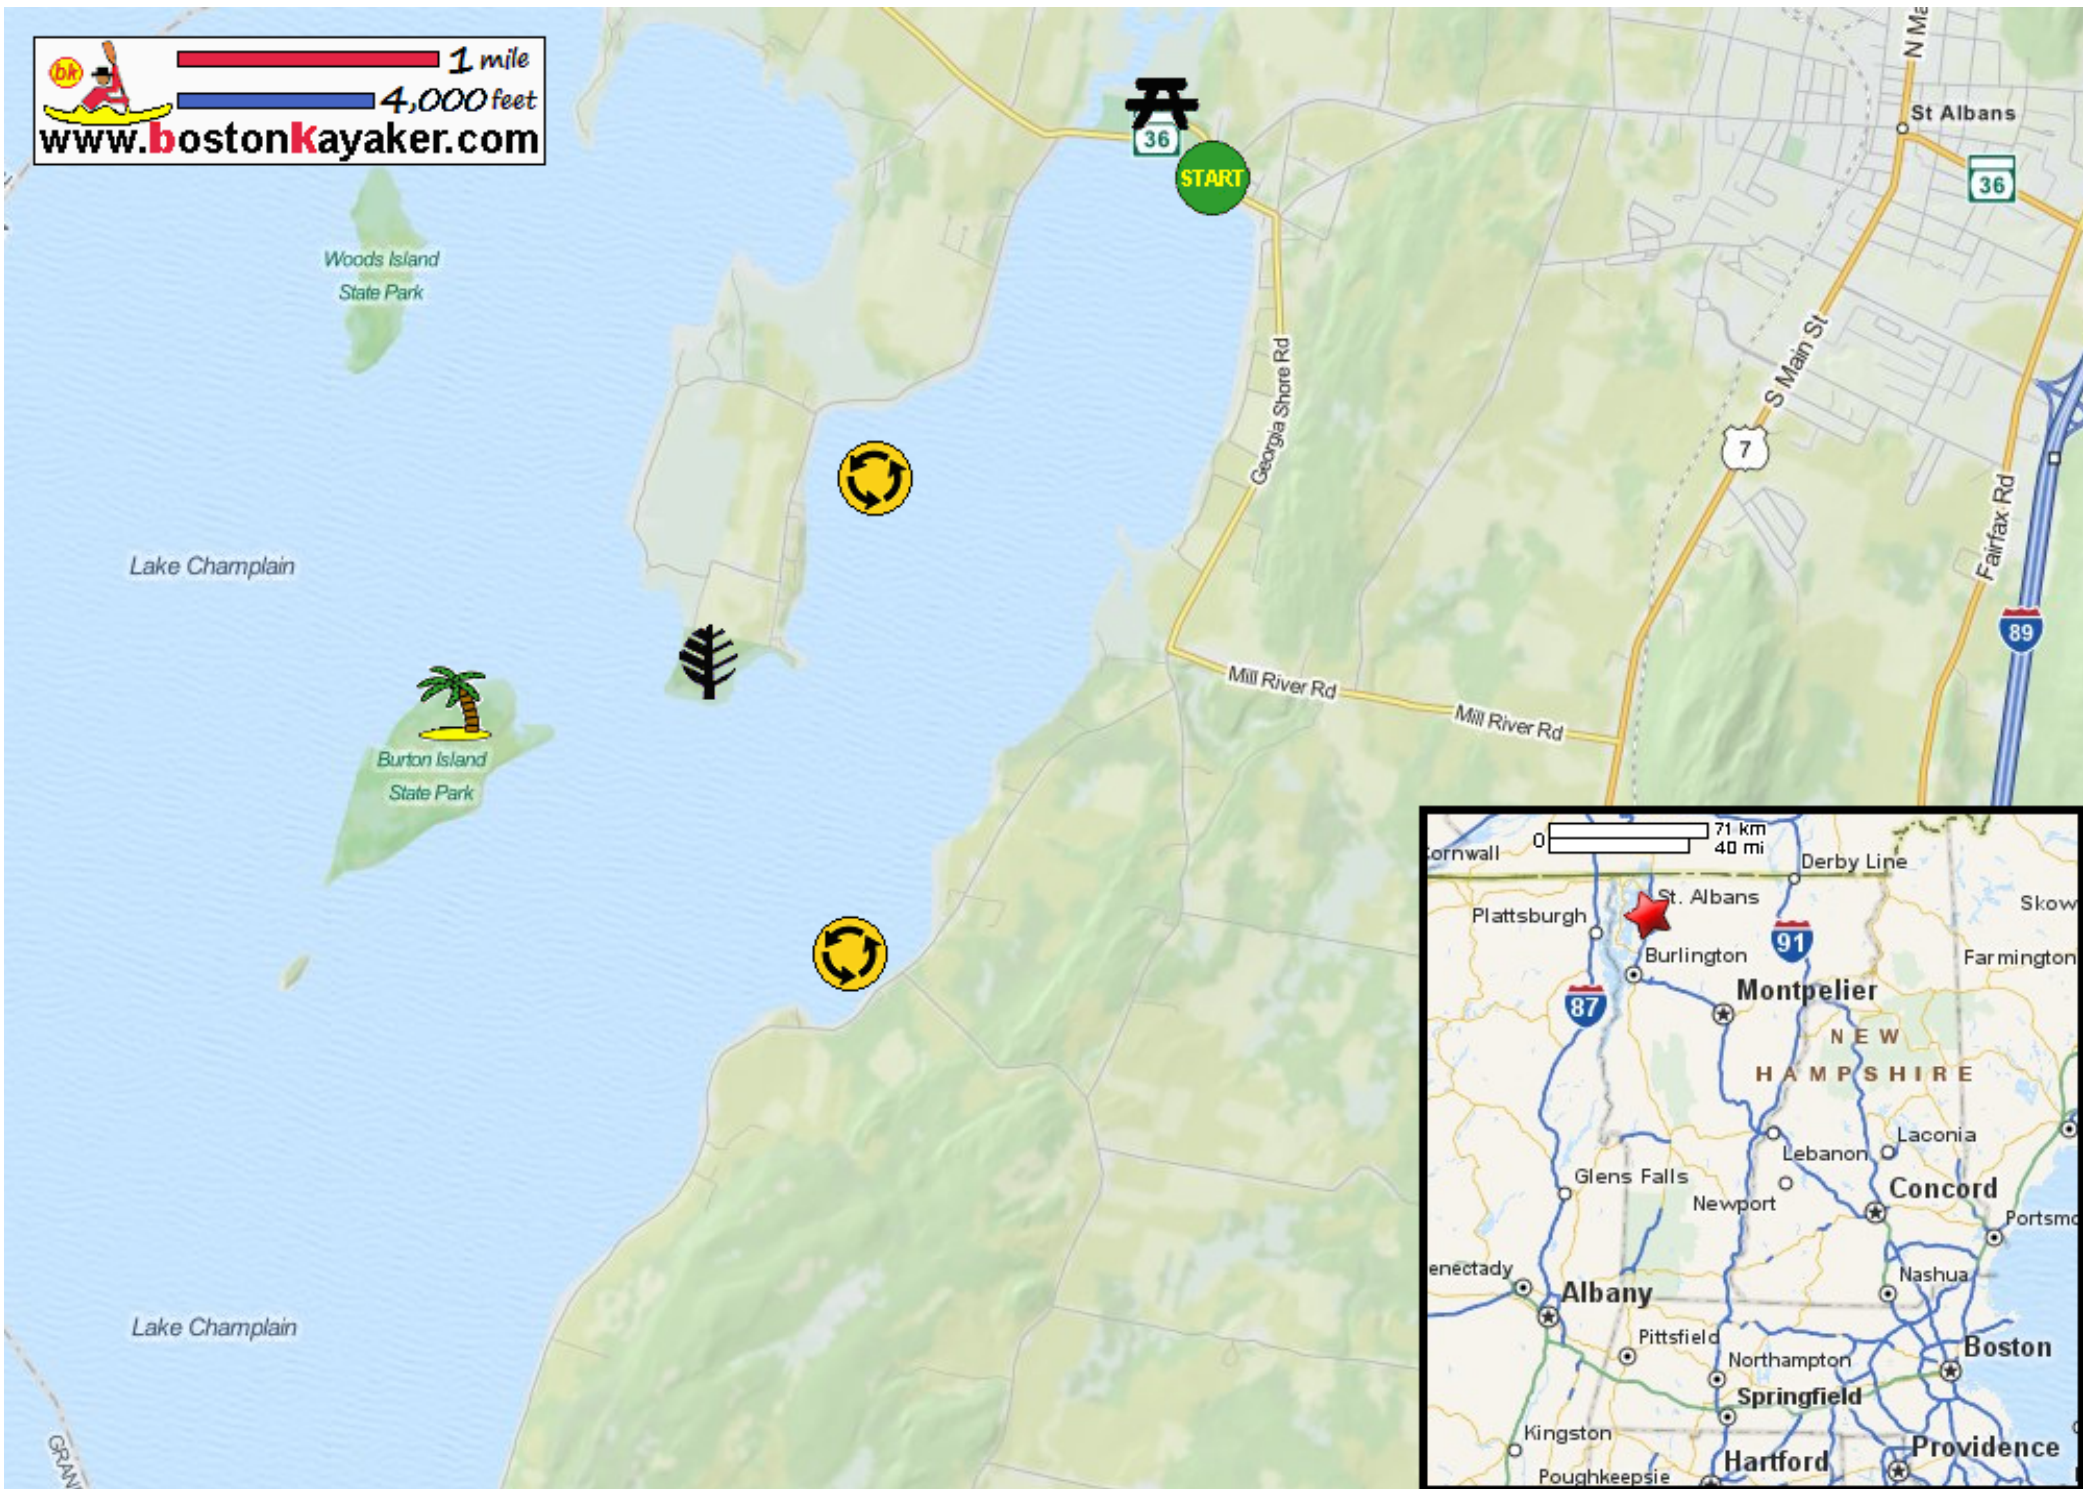 bk
1 mile
4,000 feet
www.bostonkayaker.com
36
START
N Ma
St Albans
36
Woods Island
State Park
Georgia Shore Rd
S Main St
7
Fairfax Rd
Lake Champlain
89
Mill River Rd
Mill River Rd
Burton Island
State Park
Lake Champlain
GRAN
0
71 km
40 mi
Cornwall
Derby Line
St. Albans
Plattsburgh
Skow
91
Burlington
Farmington
Montpelier
87
NEW
HAMPSHIRE
Laconia
Lebanon
Glens Falls
Concord
Newport
Portsmo
enectady
Nashua
Albany
Pittsfield
Boston
Northampton
Springfield
Kingston
Providence
Hartford
Poughkeepsie